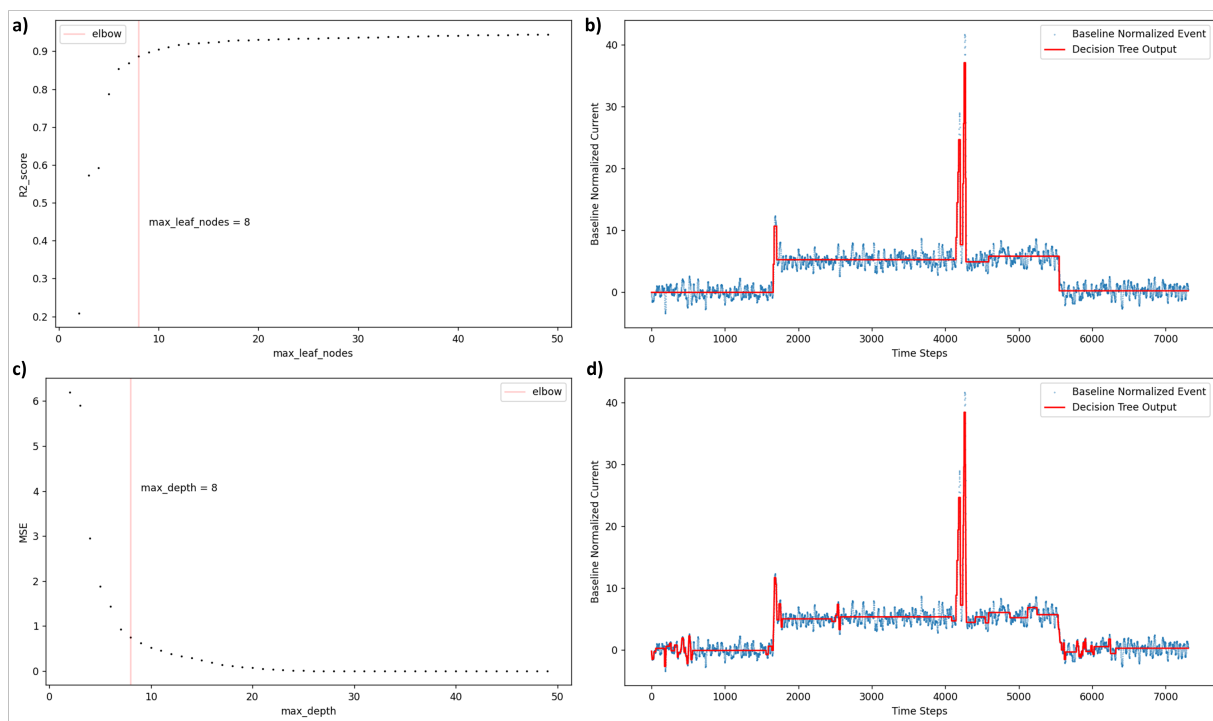 a)
elbow
max_leaf_nodes = 8
R2_score
0.9
0.8
0.7
0.6
0.5
0.4
0.3
0.2
0 10 20 30 40 50
max_leaf_nodes
b)
Baseline Normalized Event
Decision Tree Output
Baseline Normalized Current
40
30
20
10
0
0 1000 2000 3000 4000 5000 6000 7000
Time Steps
c)
elbow
max_depth = 8
MSE
6
5
4
3
2
1
0
0 10 20 30 40 50
max_depth
d)
Baseline Normalized Event
Decision Tree Output
Baseline Normalized Current
40
30
20
10
0
0 1000 2000 3000 4000 5000 6000 7000
Time Steps